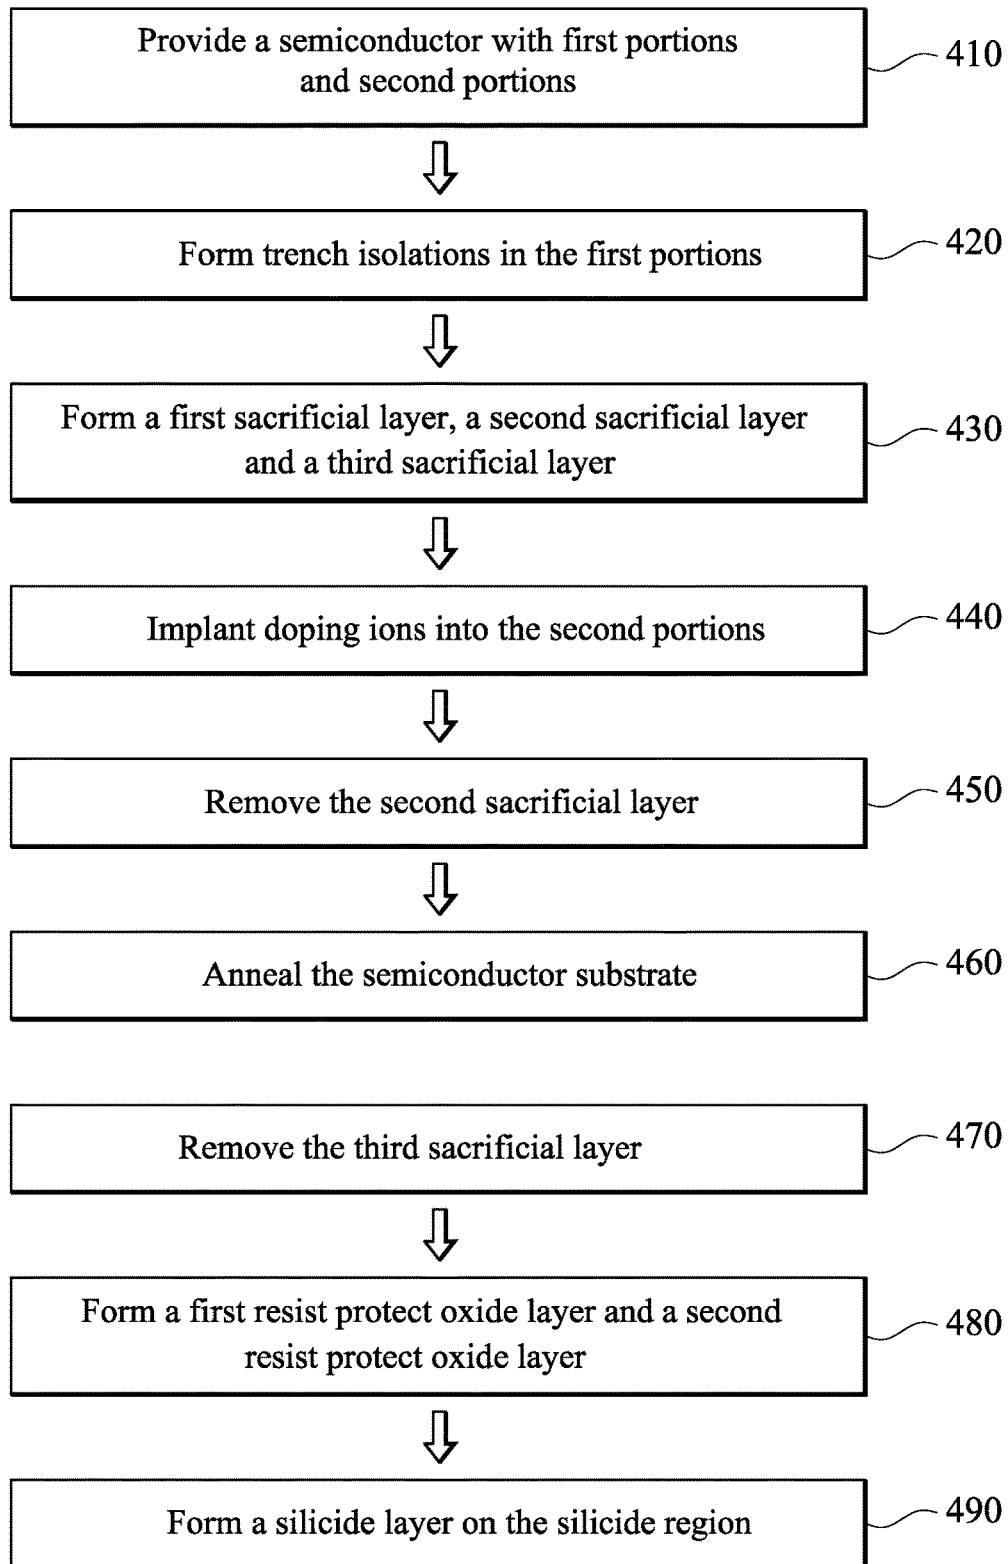 Provide a semiconductor with first portions
and second portions
410
Form trench isolations in the first portions
420
Form a first sacrificial layer, a second sacrificial layer
and a third sacrificial layer
430
Implant doping ions into the second portions
440
Remove the second sacrificial layer
450
Anneal the semiconductor substrate
460
Remove the third sacrificial layer
470
Form a first resist protect oxide layer and a second
resist protect oxide layer
480
Form a silicide layer on the silicide region
490